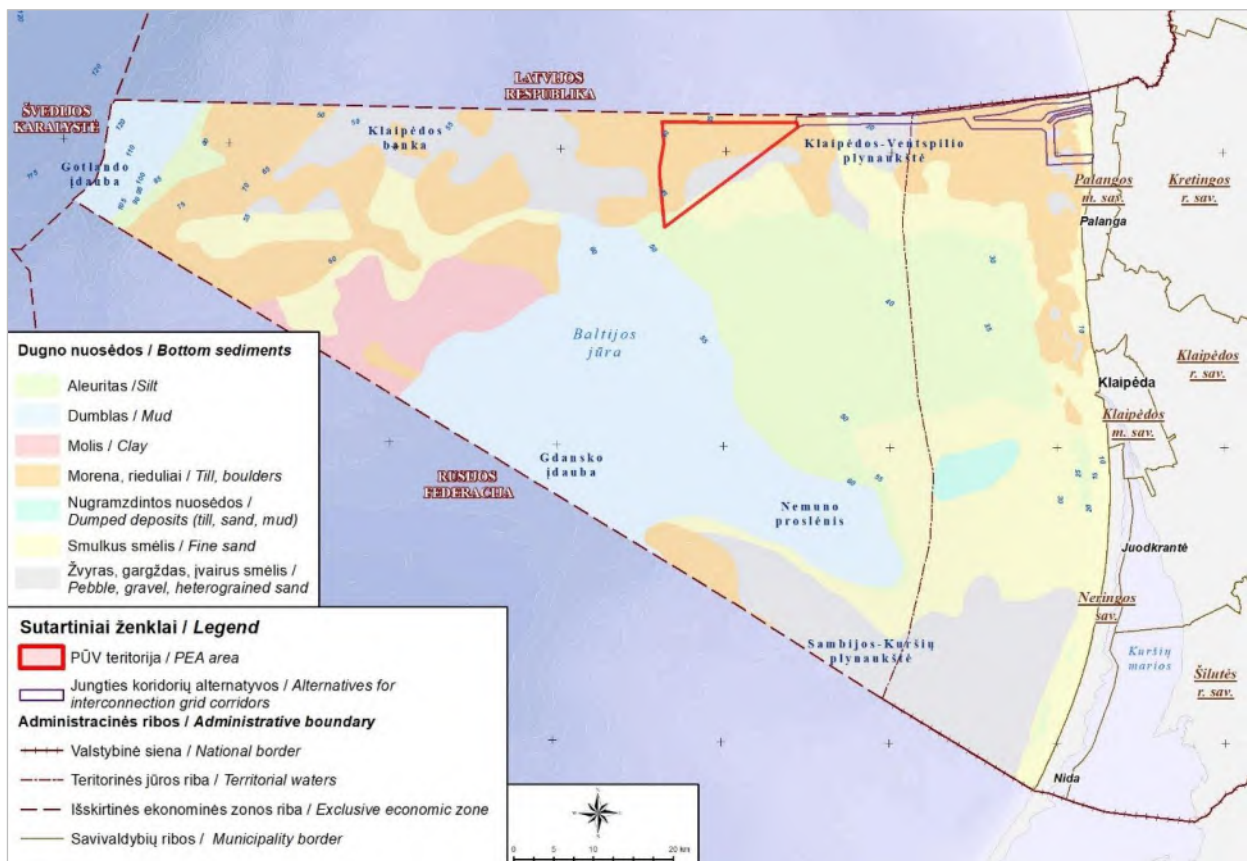 LATVIJOS
RESPUBLIKA
ŠVEDIJOS
KARALYSTĖ
Gotlando
įdauba
Klaipėdos
banka
Klaipėdos-Ventspilio
plynaukštė
Palangos
m. sav.
Kretingos
r. sav.
Palanga
Baltijos
jūra
Klaipėdos
r. sav.
Klaipėda
Klaipėdos
m. sav.
Gdansko
įdauba
RUSIJOS
FEDERACIJA
Nemuno
proslėnis
Juodkrantė
Neringos
sav.
Sambijos-Kuršių
plynaukštė
Kuršių
marios
Šilutės
r. sav.
Nida
Dugno nuosėdos / Bottom sediments
Aleuritas /Silt
Dumblas / Mud
Molis / Clay
Morena, rieduliai / Till, boulders
Nugramzdintos nuosėdos /
Dumped deposits (till, sand, mud)
Smulkus smėlis / Fine sand
Žvyras, gargždas, įvairus smėlis /
Pebble, gravel, heterograined sand
Sutartiniai ženklai / Legend
PŪV teritorija / PEA area
Jungties koridorių alternatyvos / Alternatives for
interconnection grid corridors
Administracinės ribos / Administrative boundary
Valstybinė siena / National border
Teritorinės jūros riba / Territorial waters
Išskirtinės ekonominės zonos riba / Exclusive economic zone
Savivaldybių ribos / Municipality border
0 5 10 20 km